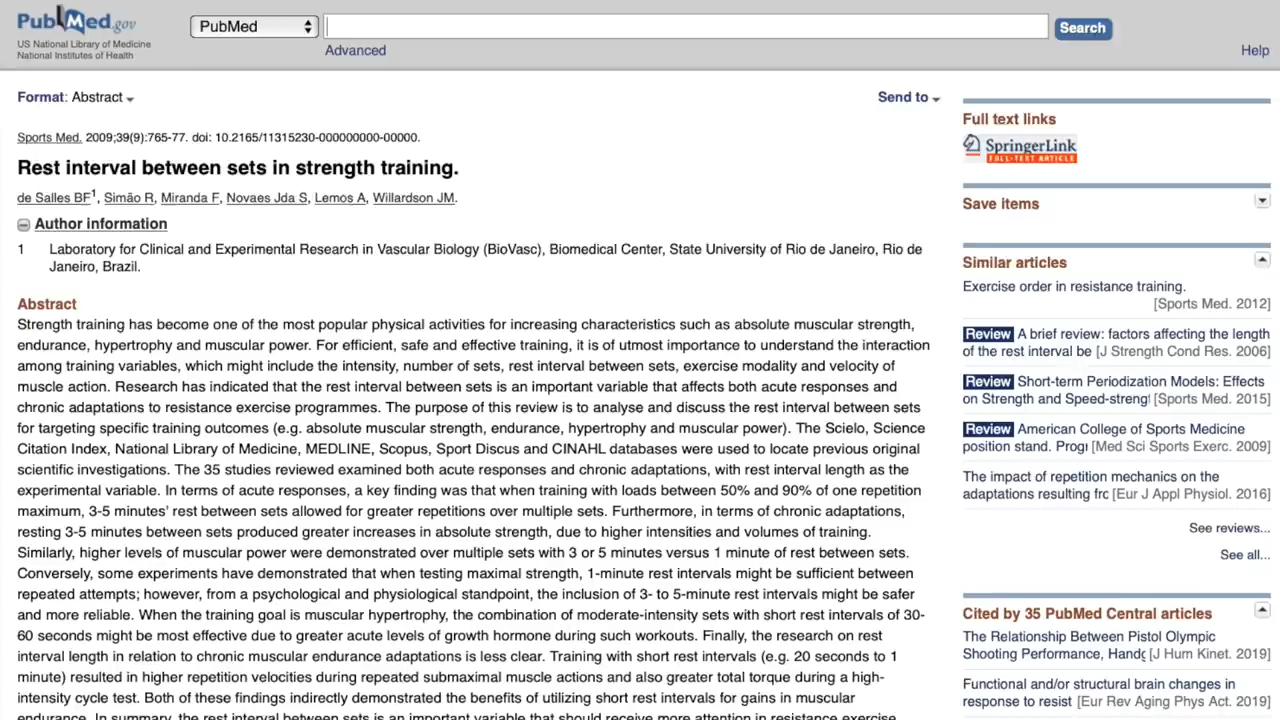 PubMed.gov
US National Library of Medicine
National Institutes of Health
PubMed
Search
Advanced
Help
Format: Abstract
Send to
Sports Med. 2009;39(9):765-77. doi: 10.2165/11315230-000000000-00000.
Rest interval between sets in strength training.
de Salles BF1, Simão R, Miranda F, Novaes Jda S, Lemos A, Willardson JM.
Author information
1 Laboratory for Clinical and Experimental Research in Vascular Biology (BioVasc), Biomedical Center, State University of Rio de Janeiro, Rio de
Janeiro, Brazil.
Abstract
Strength training has become one of the most popular physical activities for increasing characteristics such as absolute muscular strength,
endurance, hypertrophy and muscular power. For efficient, safe and effective training, it is of utmost importance to understand the interaction
among training variables, which might include the intensity, number of sets, rest interval between sets, exercise modality and velocity of
muscle action. Research has indicated that the rest interval between sets is an important variable that affects both acute responses and
chronic adaptations to resistance exercise programmes. The purpose of this review is to analyse and discuss the rest interval between sets
for targeting specific training outcomes (e.g. absolute muscular strength, endurance, hypertrophy and muscular power). The Scielo, Science
Citation Index, National Library of Medicine, MEDLINE, Scopus, Sport Discus and CINAHL databases were used to locate previous original
scientific investigations. The 35 studies reviewed examined both acute responses and chronic adaptations, with rest interval length as the
experimental variable. In terms of acute responses, a key finding was that when training with loads between 50% and 90% of one repetition
maximum, 3-5 minutes' rest between sets allowed for greater repetitions over multiple sets. Furthermore, in terms of chronic adaptations,
resting 3-5 minutes between sets produced greater increases in absolute strength, due to higher intensities and volumes of training.
Similarly, higher levels of muscular power were demonstrated over multiple sets with 3 or 5 minutes versus 1 minute of rest between sets.
Conversely, some experiments have demonstrated that when testing maximal strength, 1-minute rest intervals might be sufficient between
repeated attempts; however, from a psychological and physiological standpoint, the inclusion of 3- to 5-minute rest intervals might be safer
and more reliable. When the training goal is muscular hypertrophy, the combination of moderate-intensity sets with short rest intervals of 30-
60 seconds might be most effective due to greater acute levels of growth hormone during such workouts. Finally, the research on rest
interval length in relation to chronic muscular endurance adaptations is less clear. Training with short rest intervals (e.g. 20 seconds to 1
minute) resulted in higher repetition velocities during repeated submaximal muscle actions and also greater total torque during a high-
intensity cycle test. Both of these findings indirectly demonstrated the benefits of utilizing short rest intervals for gains in muscular
endurance. In summary, the rest interval between sets is an important variable that should receive more attention in resistance exercise
Full text links
SpringerLink
FULL-TEXT ARTICLE
Save items
Similar articles
Exercise order in resistance training.
[Sports Med. 2012]
Review A brief review: factors affecting the length
of the rest interval be [J Strength Cond Res. 2006]
Review Short-term Periodization Models: Effects
on Strength and Speed-streng [Sports Med. 2015]
Review American College of Sports Medicine
position stand. Progr [Med Sci Sports Exerc. 2009]
The impact of repetition mechanics on the
adaptations resulting frc [Eur J Appl Physiol. 2016]
See reviews...
See all...
Cited by 35 PubMed Central articles
The Relationship Between Pistol Olympic
Shooting Performance, Handg [J Hum Kinet. 2019]
Functional and/or structural brain changes in
response to resist [Eur Rev Aging Phys Act. 2019]